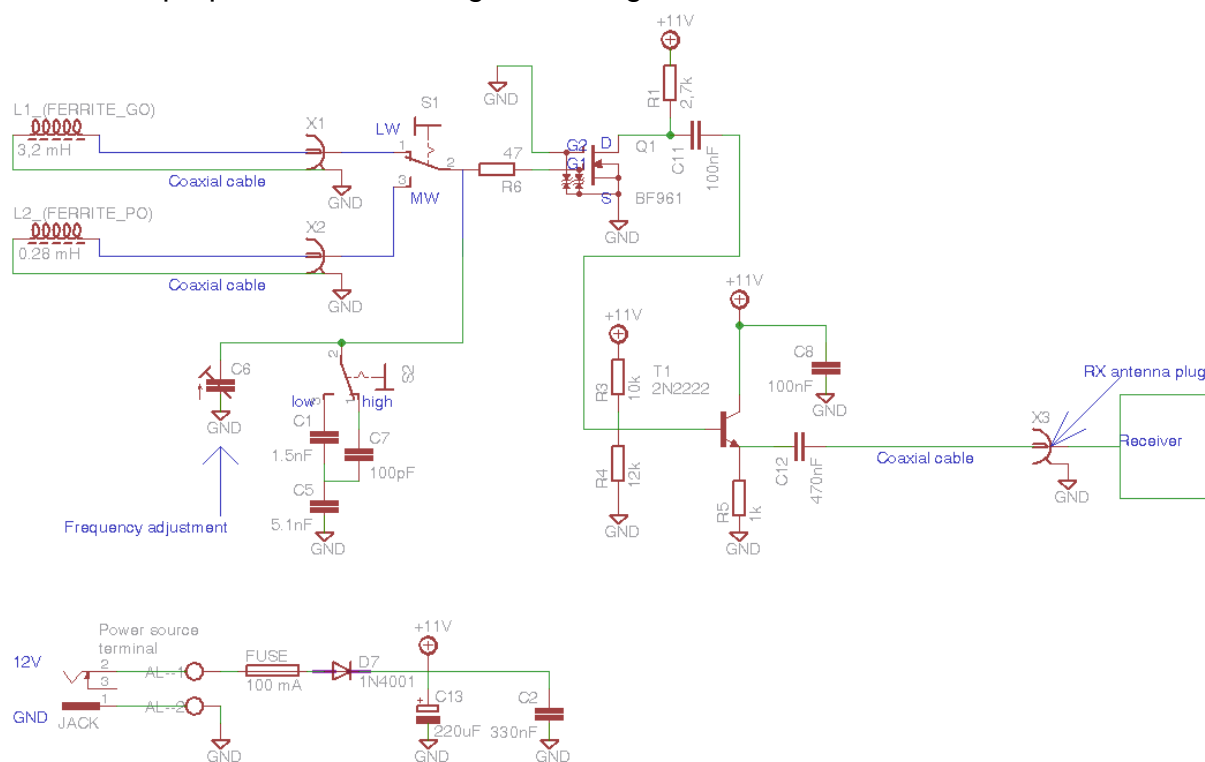 +11V
GND
R1
2,7k
L1_(FERRITE_GO)
3,2 mH
X1
LW
S1
1
2
3
MW
47
R6
G2
D
G1
S
Q1
BF961
C11
100nF
GND
GND
Coaxial cable
L2_(FERRITE_PO)
0.28 mH
X2
GND
Coaxial cable
+11V
+11V
C6
GND
2
S2
3
1
low
high
C1
1.5nF
C7
100pF
C5
5.1nF
GND
Frequency adjustment
R3
10k
T1
2N2222
C8
100nF
GND
RX antenna plug
X3
Receiver
GND
R4
12k
GND
C12
470nF
Coaxial cable
R5
1k
GND
Power source
terminal
12V
2
3
1
AL--1
AL--2
GND
JACK
GND
FUSE
100 mA
D7
1N4001
+11V
C13
+
220uF
GND
C2
330nF
GND